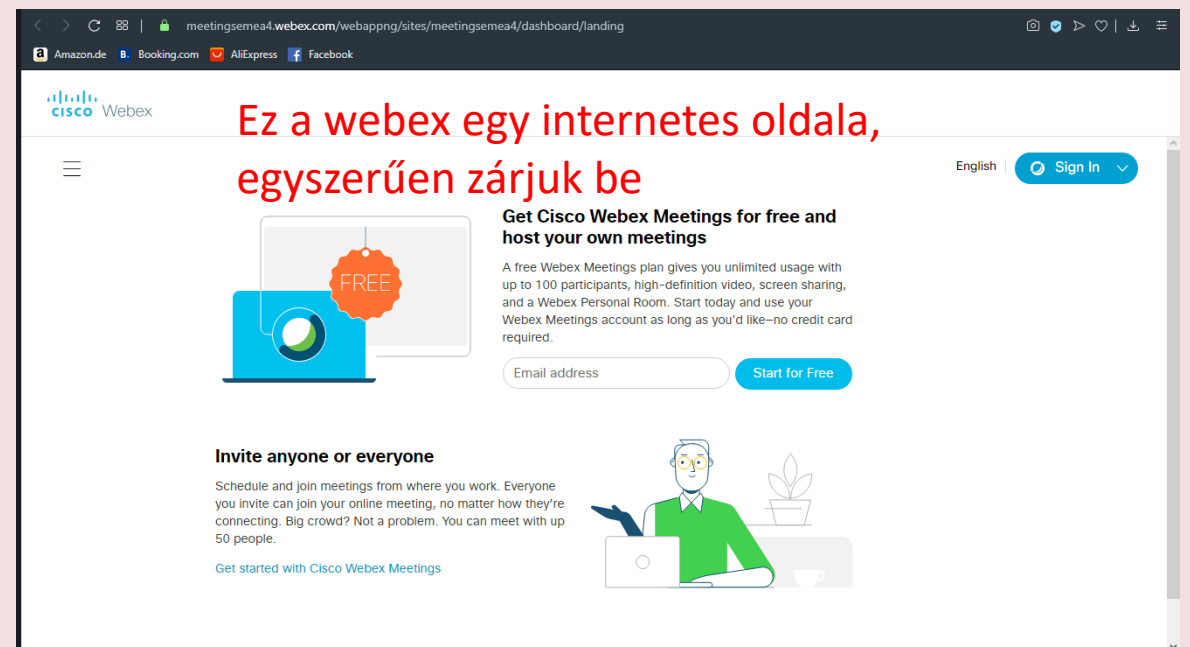 meetingsemea4.webex.com/webappng/sites/meetingsemea4/dashboard/landing
a Amazon.de B. Booking.com AliExpress f Facebook
cisco Webex
Ez a webex egy internetes oldala,
egyszerűen zárjuk be
English Sign In
FREE
Get Cisco Webex Meetings for free and
host your own meetings
A free Webex Meetings plan gives you unlimited usage with
up to 100 participants, high-definition video, screen sharing,
and a Webex Personal Room. Start today and use your
Webex Meetings account as long as you'd like—no credit card
required.
Email address Start for Free
Invite anyone or everyone
Schedule and join meetings from where you work. Everyone
you invite can join your online meeting, no matter how they're
connecting. Big crowd? Not a problem. You can meet with up
50 people.
Get started with Cisco Webex Meetings